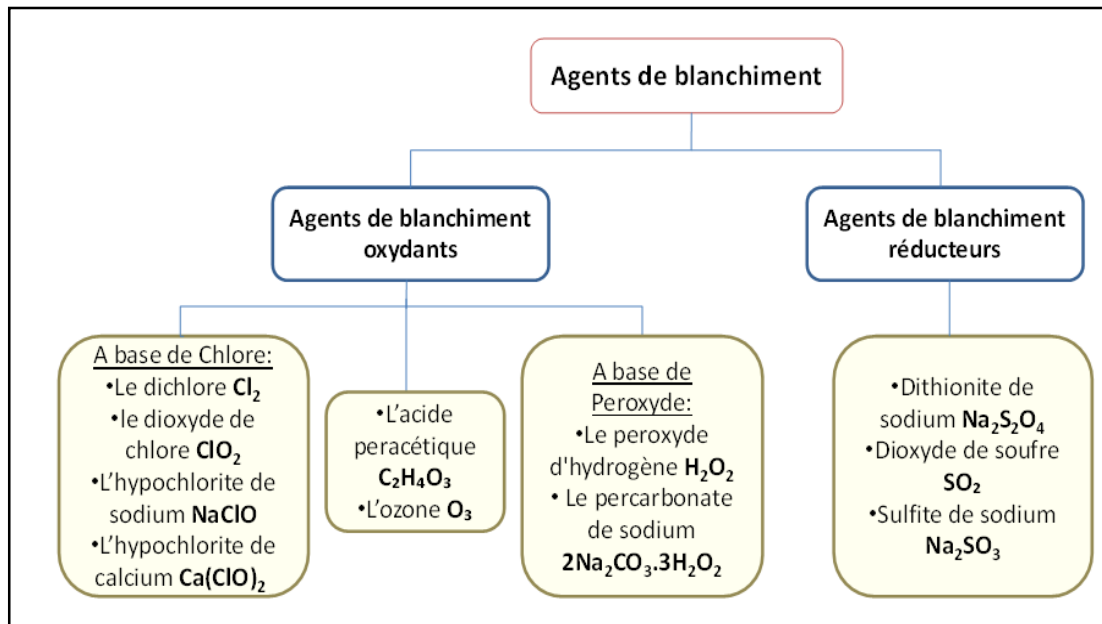 Agents de blanchiment
Agents de blanchiment
oxydants
Agents de blanchiment
réducteurs
A base de Chlore:
•Le dichlore Cl₂
•le dioxyde de
chlore ClO₂
•L'hypochlorite de
sodium NaClO
•L'hypochlorite de
calcium Ca(ClO)₂
•L'acide
peracétique
C₂H₄O₃
•L'ozone O₃
A base de
Peroxyde:
•Le peroxyde
d'hydrogène H₂O₂
• Le percarbonate
de sodium
2Na₂CO₃.3H₂O₂
•Dithionite de
sodium Na₂S₂O₄
•Dioxyde de soufre
SO₂
•Sulfite de sodium
Na₂SO₃